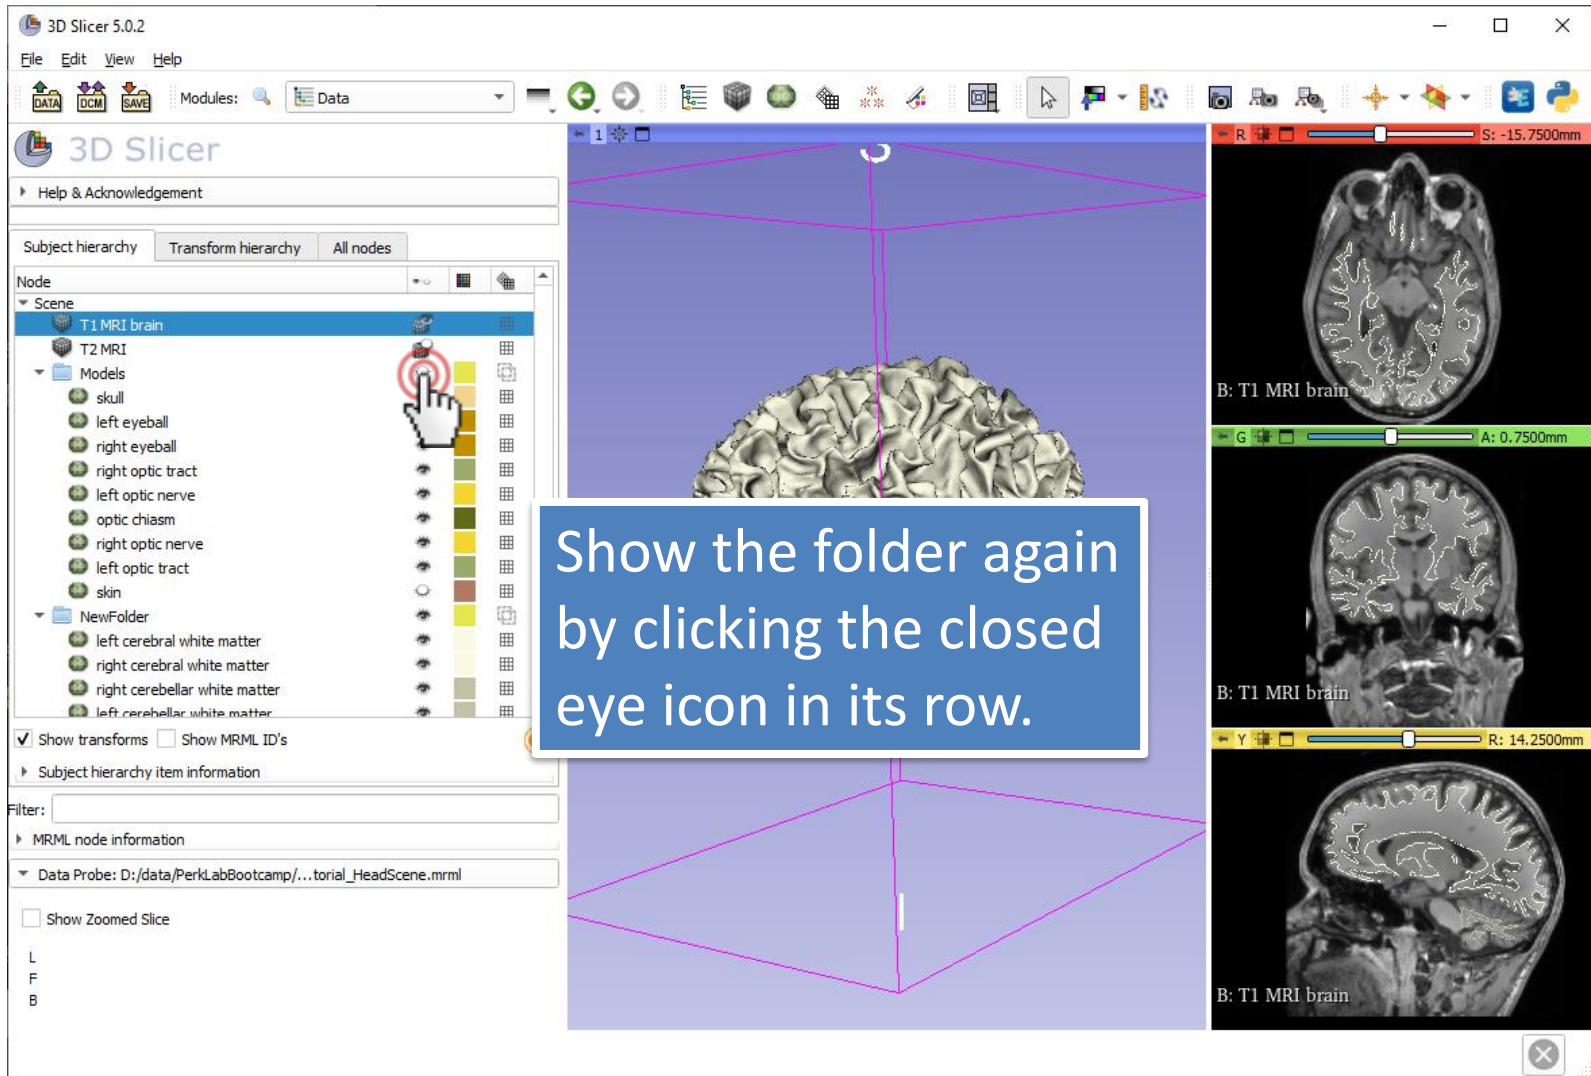 3D Slicer 5.0.2
File Edit View Help
DATA DCM SAVE Modules: Data
3D Slicer
Help & Acknowledgement
Subject hierarchy Transform hierarchy All nodes
Node
Scene
T1 MRI brain
T2 MRI
Models
skull
left eyeball
right eyeball
right optic tract
left optic nerve
optic chiasm
right optic nerve
left optic tract
skin
NewFolder
left cerebral white matter
right cerebral white matter
right cerebellar white matter
left cerebellar white matter
Show transforms Show MRML ID's
Subject hierarchy item information
Filter:
MRML node information
Data Probe: D:/data/PerkLabBootcamp/...torial_HeadScene.mrml
Show Zoomed Slice
L
F
B
1
S
Show the folder again
by clicking the closed
eye icon in its row.
I
R S: -15.7500mm
B: T1 MRI brain
G A: 0.7500mm
B: T1 MRI brain
Y R: 14.2500mm
B: T1 MRI brain